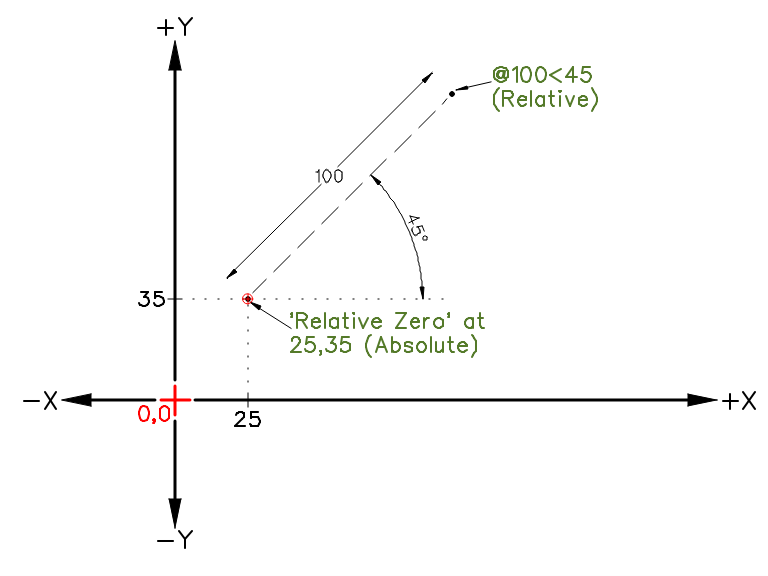 +Y
@100<45
(Relative)
100
45°
35
'Relative Zero' at
25,35 (Absolute)
-X
+X
0,0
25
-Y